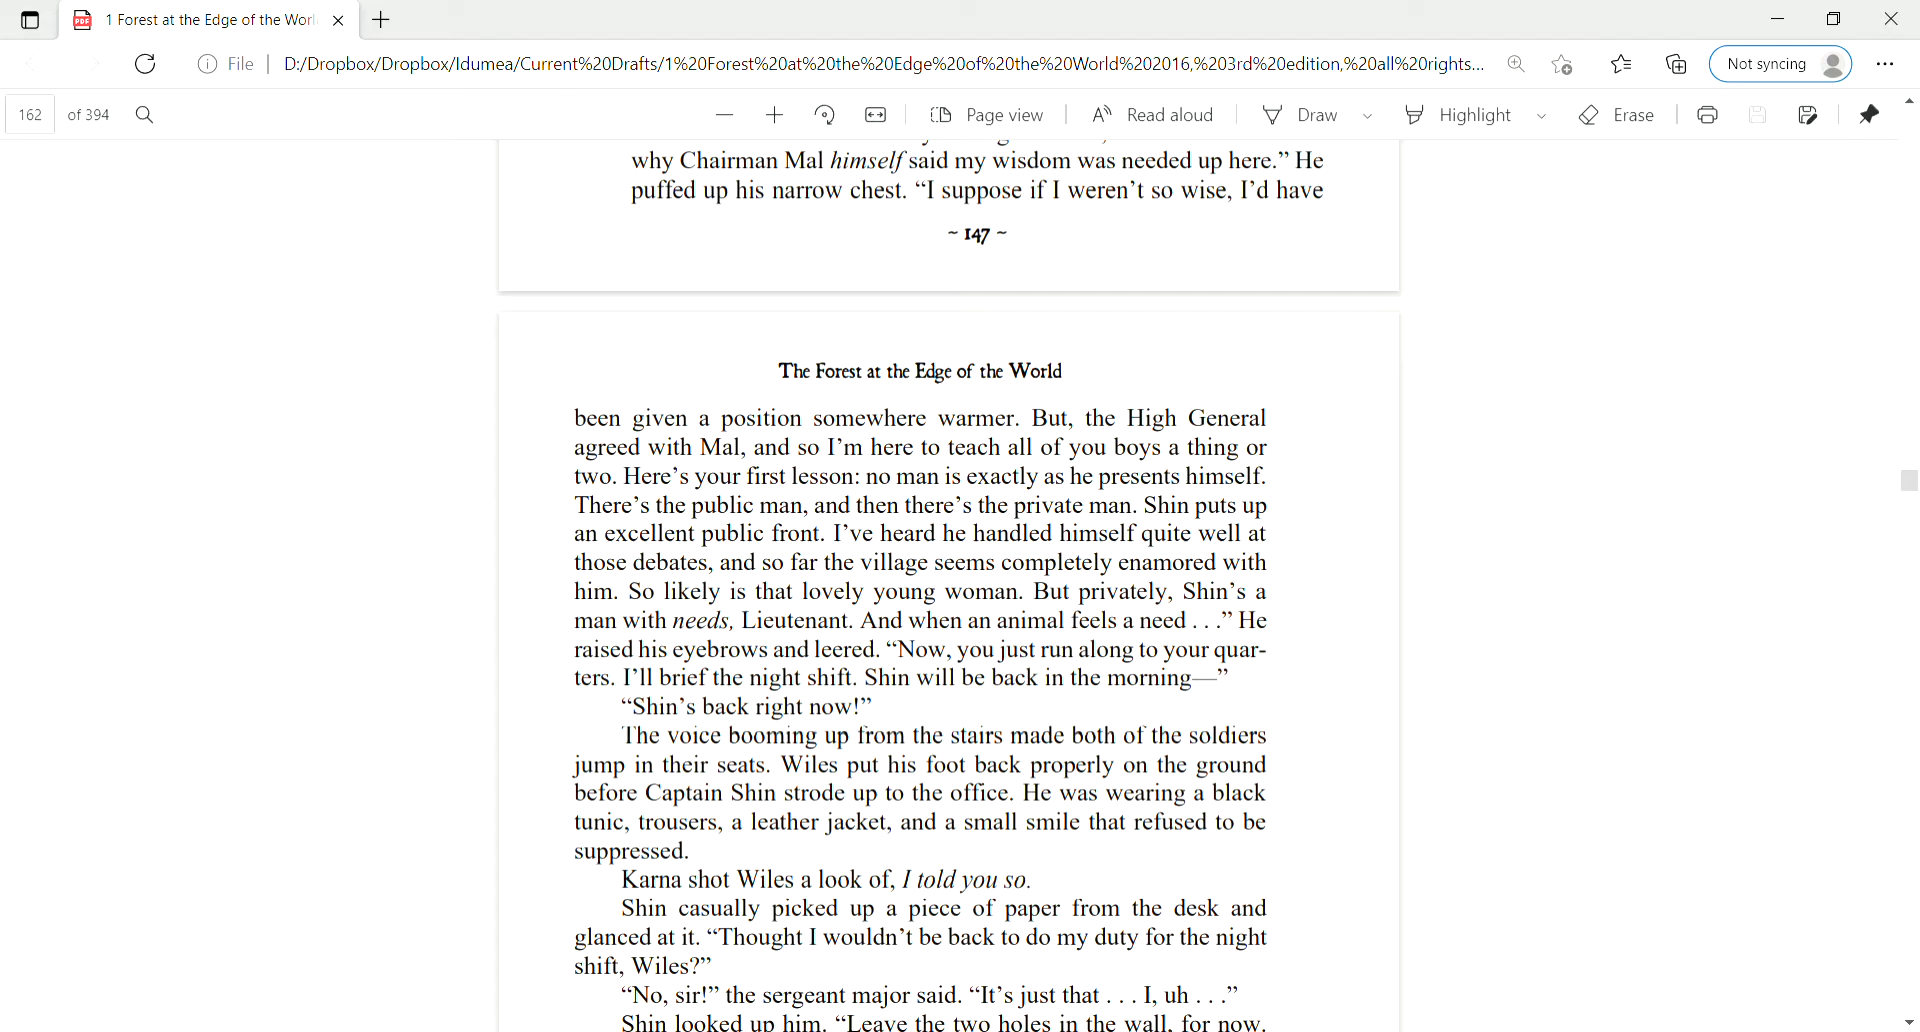 1 Forest at the Edge of the Worl
File
D:/Dropbox/Dropbox/Idumea/Current%20Drafts/1%20Forest%20at%20the%20Edge%20of%20the%20World%202016,%203rd%20edition,%20all%20rights...
Not syncing
162 of 394
Page view
Read aloud
Draw
Highlight
Erase
why Chairman Mal himself said my wisdom was needed up here.” He
puffed up his narrow chest. “I suppose if I weren’t so wise, I’d have
~ 147 ~
The Forest at the Edge of the World
been given a position somewhere warmer. But, the High General
agreed with Mal, and so I’m here to teach all of you boys a thing or
two. Here’s your first lesson: no man is exactly as he presents himself.
There’s the public man, and then there’s the private man. Shin puts up
an excellent public front. I’ve heard he handled himself quite well at
those debates, and so far the village seems completely enamored with
him. So likely is that lovely young woman. But privately, Shin’s a
man with needs, Lieutenant. And when an animal feels a need . . .” He
raised his eyebrows and leered. “Now, you just run along to your quar-
ters. I’ll brief the night shift. Shin will be back in the morning—”
“Shin’s back right now!”
The voice booming up from the stairs made both of the soldiers
jump in their seats. Wiles put his foot back properly on the ground
before Captain Shin strode up to the office. He was wearing a black
tunic, trousers, a leather jacket, and a small smile that refused to be
suppressed.
Karna shot Wiles a look of, I told you so.
Shin casually picked up a piece of paper from the desk and
glanced at it. “Thought I wouldn’t be back to do my duty for the night
shift, Wiles?”
“No, sir!” the sergeant major said. “It’s just that . . . I, uh . . .”
Shin looked up him. “Leave the two holes in the wall, for now.